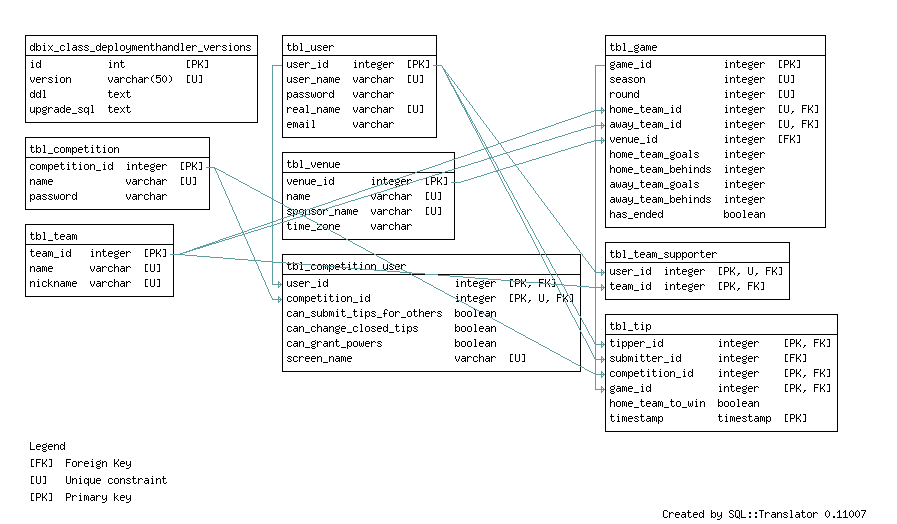 dbix_class_deploymenthandler_versions
id int [PK]
version varchar(50) [U]
ddl text
upgrade_sql text
tbl_competition
competition_id integer [PK]
name varchar [U]
password varchar
tbl_team
team_id integer [PK]
name varchar [U]
nickname varchar [U]
tbl_user
user_id integer [PK]
user_name varchar [U]
password varchar
real_name varchar [U]
email varchar
tbl_venue
venue_id integer [PK]
name varchar [U]
sponsor_name varchar [U]
time_zone varchar
tbl_competition_user
user_id integer [PK, FK]
competition_id integer [PK, U, FK]
can_submit_tips_for_others boolean
can_change_closed_tips boolean
can_grant_powers boolean
screen_name varchar [U]
tbl_game
game_id integer [PK]
season integer [U]
round integer [U]
home_team_id integer [U, FK]
away_team_id integer [U, FK]
venue_id integer [FK]
home_team_goals integer
home_team_behinds integer
away_team_goals integer
away_team_behinds integer
has_ended boolean
tbl_team_supporter
user_id integer [PK, U, FK]
team_id integer [PK, FK]
tbl_tip
tipper_id integer [PK, FK]
submitter_id integer [FK]
competition_id integer [PK, FK]
game_id integer [PK, FK]
home_team_to_win boolean
timestamp timestamp [PK]
Legend
[FK] Foreign Key
[U] Unique constraint
[PK] Primary key
Created by SQL::Translator 0.11007